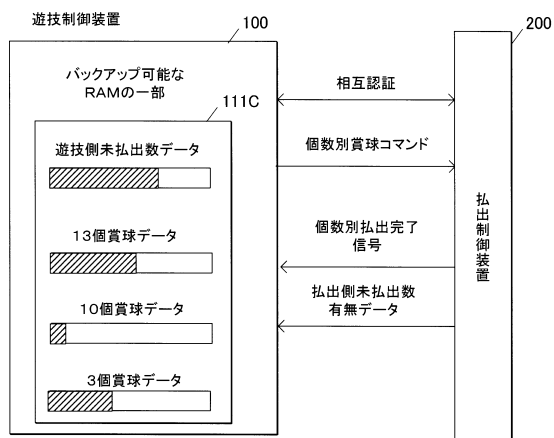 遊技制御装置
100
200
バックアップ可能な
RAMの一部
111C
相互認証
遊技側未払出数データ
個数別賞球コマンド
13個賞球データ
個数別払出完了
信号
払出制御装置
払出側未払出数
有無データ
10個賞球データ
3個賞球データ